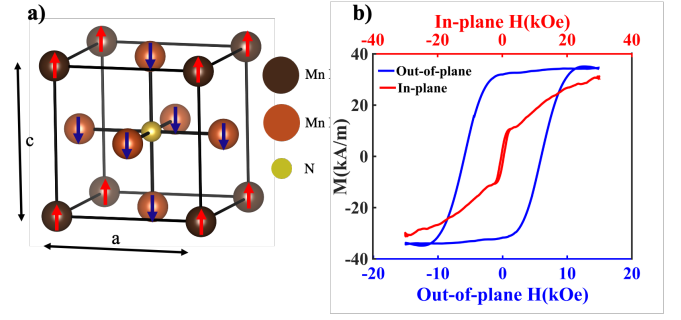 a)
Mn
Mn
N
c
a
b)
In-plane H(kOe)
-40 -20 0 20 40
Out-of-plane
In-plane
M(kA/m)
40
20
0
-20
-40
-20 -10 0 10 20
Out-of-plane H(kOe)